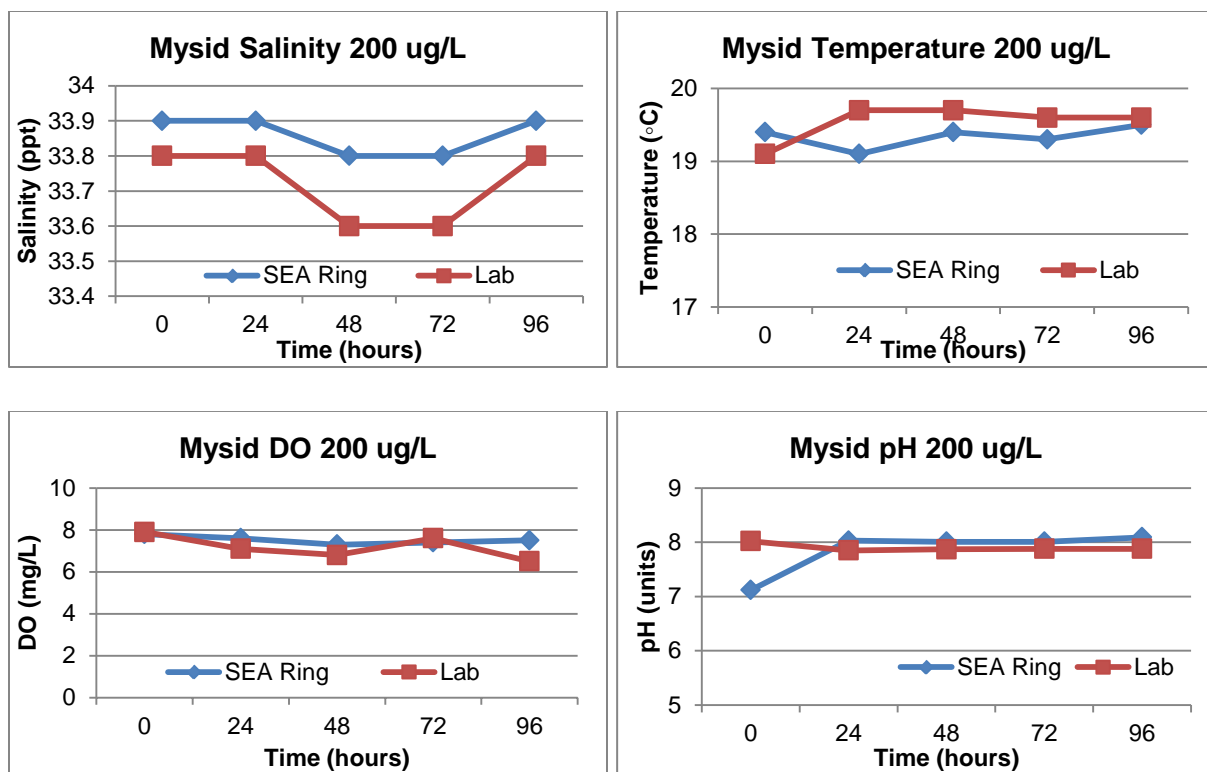 Mysid Salinity 200 ug/L
34
33.9
33.8
33.7
33.6
33.5
33.4
Salinity (ppt)
SEA Ring
Lab
0 24 48 72 96
Time (hours)
Mysid Temperature 200 ug/L
20
19
18
17
Temperature (◦C)
SEA Ring
Lab
0 24 48 72 96
Time (hours)
Mysid DO 200 ug/L
10
8
6
4
2
0
DO (mg/L)
SEA Ring
Lab
0 24 48 72 96
Time (hours)
Mysid pH 200 ug/L
9
8
7
6
5
pH (units)
SEA Ring
Lab
0 24 48 72 96
Time (hours)